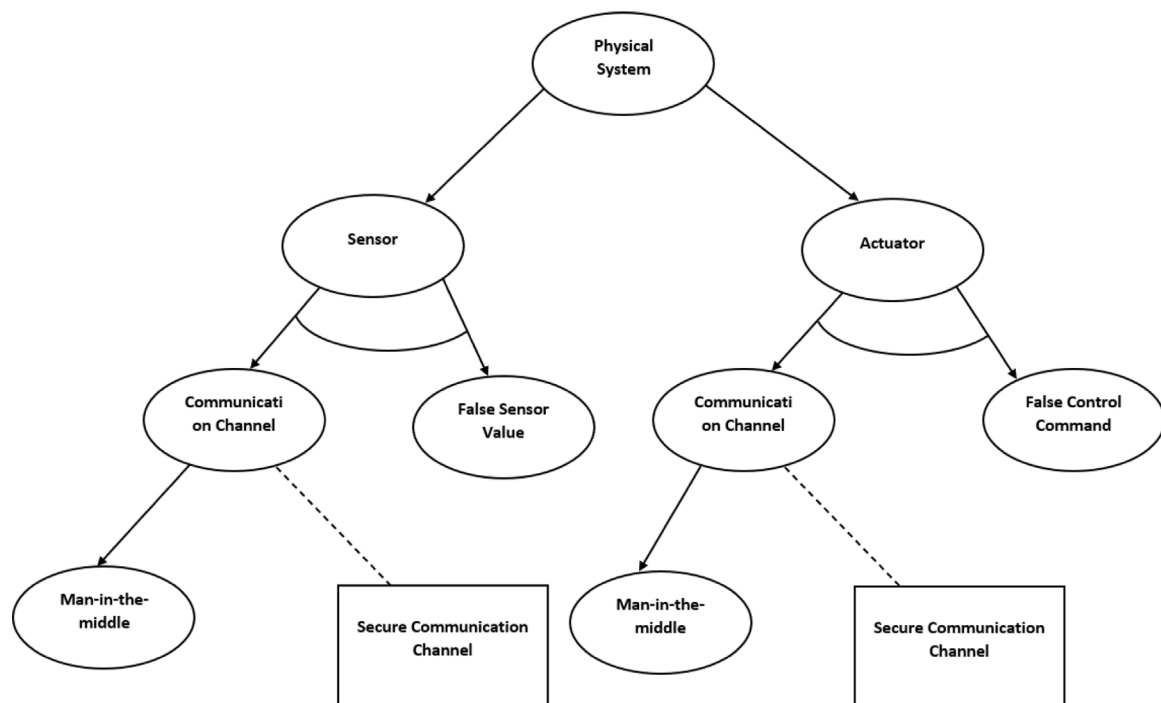 Physical
System
Sensor
Actuator
Communicati
on Channel
False Sensor
Value
Communicati
on Channel
False Control
Command
Man-in-the-
middle
Secure Communication
Channel
Man-in-the-
middle
Secure Communication
Channel